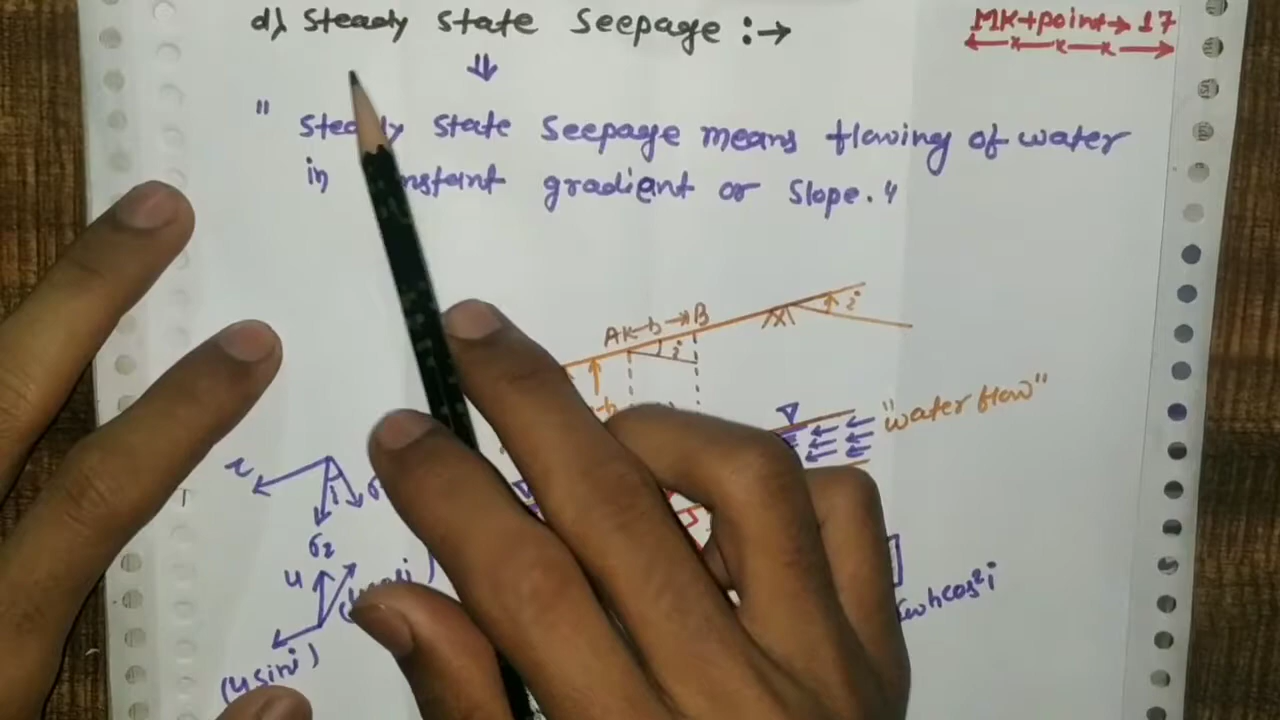 d) Steady State Seepage :→
MK+point→ 17
" Steady State Seepage means flowing of water
in constant gradient or Slope. "
A←b→B
i
i
"water flow"
τ
i
σ
σz
u
(u sini)
γwhcos²i